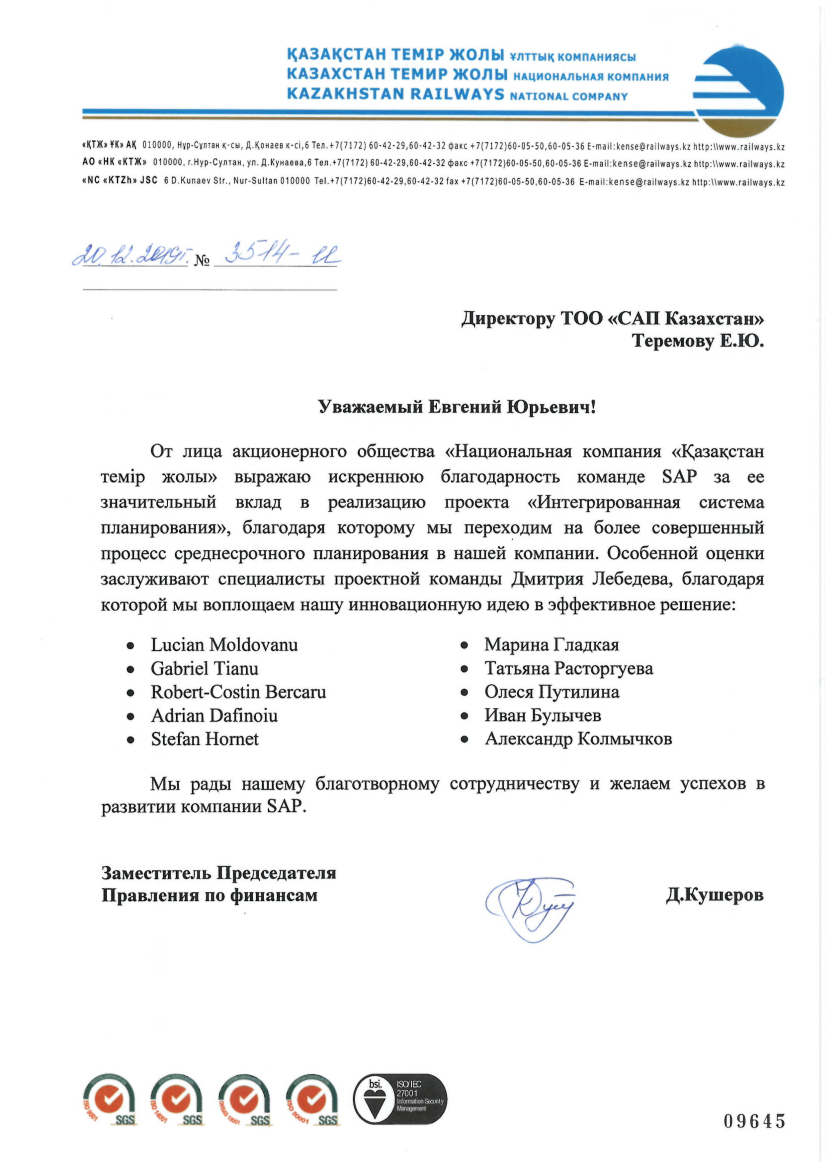 ҚАЗАҚСТАН ТЕМІР ЖОЛЫ ҰЛТТЫҚ КОМПАНИЯСЫ
КАЗАХСТАН ТЕМИР ЖОЛЫ НАЦИОНАЛЬНАЯ КОМПАНИЯ
KAZAKHSTAN RAILWAYS NATIONAL COMPANY
«ҚТЖ» ҰК» АҚ 010000, Нұр-Сұлтан қ-сы, Д.Қонаев к-сі,6 Тел.+7(7172) 60-42-29,60-42-32 факс +7(7172)60-05-50,60-05-36 E-mail:kense@railways.kz http:\\www.railways.kz
АО «НК «КТЖ» 010000, г.Нур-Султан, ул. Д.Кунаева,6 Тел.+7(7172) 60-42-29,60-42-32 факс +7(7172)60-05-50,60-05-36 E-mail:kense@railways.kz http:\\www.railways.kz
«NC «KTZh» JSC 6 D.Kunaev Str., Nur-Sultan 010000 Tel.+7(7172)60-42-29,60-42-32 fax +7(7172)60-05-50,60-05-36 E-mail:kense@railways.kz http:\\www.railways.kz
20.12.2019г. № 3514-И
Директору ТОО «САП Казахстан»
Теремову Е.Ю.
Уважаемый Евгений Юрьевич!
От лица акционерного общества «Национальная компания «Қазақстан
темір жолы» выражаю искреннюю благодарность команде SAP за ее
значительный вклад в реализацию проекта «Интегрированная система
планирования», благодаря которому мы переходим на более совершенный
процесс среднесрочного планирования в нашей компании. Особенной оценки
заслуживают специалисты проектной команды Дмитрия Лебедева, благодаря
которой мы воплощаем нашу инновационную идею в эффективное решение:
• Lucian Moldovanu
• Gabriel Tianu
• Robert-Costin Bercaru
• Adrian Dafinoiu
• Stefan Hornet
• Марина Гладкая
• Татьяна Расторгуева
• Олеся Путилина
• Иван Булычев
• Александр Колмычков
Мы рады нашему благотворному сотрудничеству и желаем успехов в
развитии компании SAP.
Заместитель Председателя
Правления по финансам
Д.Кушеров
ISO 9001 SGS
ISO 14001 SGS
SGS
ISO 50001 SGS
bsi. ISO/IEC
27001
Information Security
Management
09645